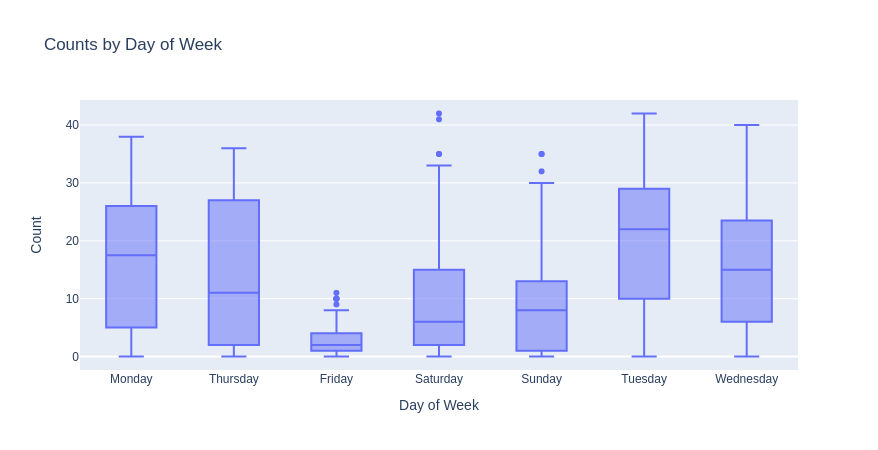 Counts by Day of Week
40
30
20
10
0
Count
Monday Thursday Friday Saturday Sunday Tuesday Wednesday
Day of Week